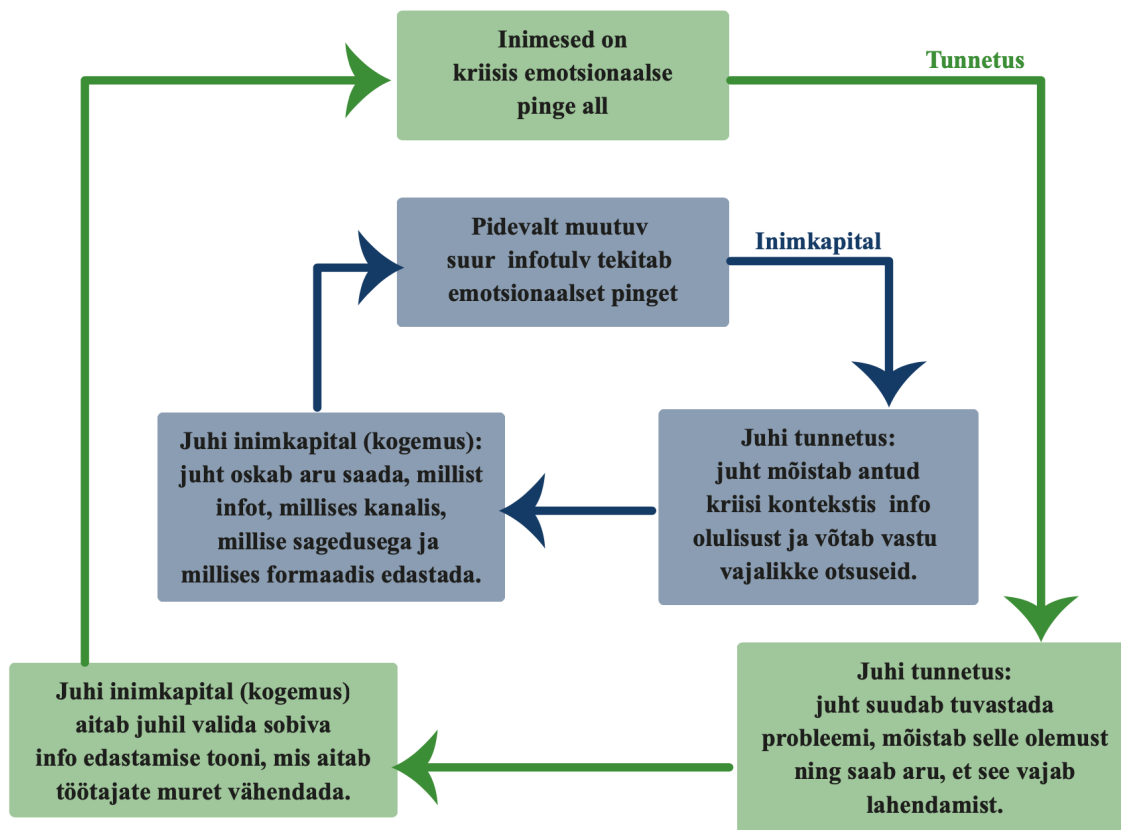 Inimesed on
kriisis emotsionaalse
pinge all
Tunnetus
Pidevalt muutuv
suur infotulv tekitab
emotsionaalset pinget
Inimkapital
Juhi tunnetus:
juht mõistab antud
kriisi kontekstis info
olulisust ja võtab vastu
vajalikke otsuseid.
Juhi inimkapital (kogemus):
juht oskab aru saada, millist
infot, millises kanalis,
millise sagedusega ja
millises formaadis edastada.
Juhi tunnetus:
juht suudab tuvastada
probleemi, mõistab selle olemust
ning saab aru, et see vajab
lahendamist.
Juhi inimkapital (kogemus)
aitab juhil valida sobiva
info edastamise tooni, mis aitab
töötajate muret vähendada.